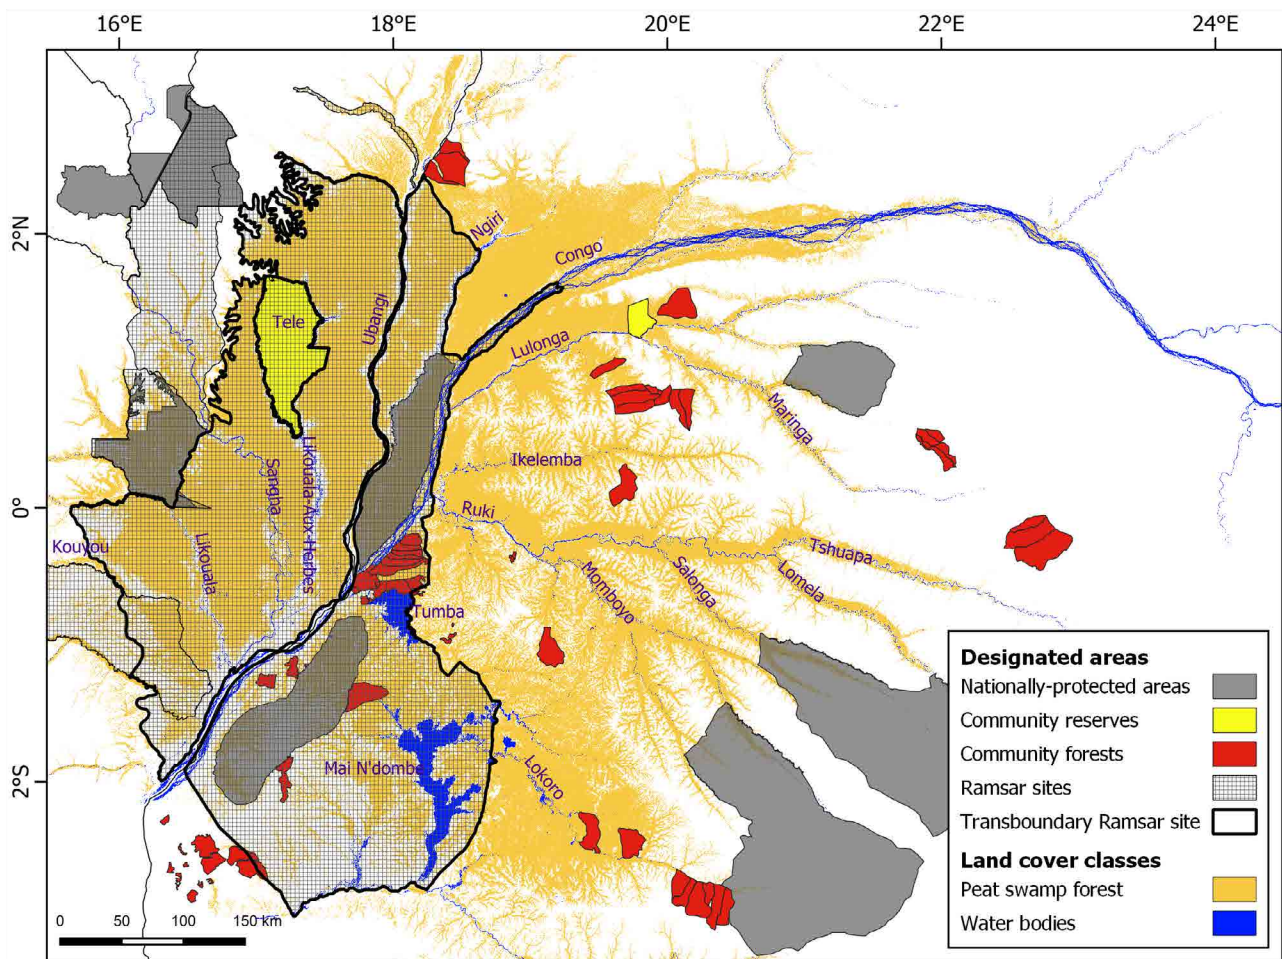 16°E 18°E 20°E 22°E 24°E
2°N
0°
2°S
Ngiri
Congo
Ubangi
Tele
Lulonga
Maringa
Ikelemba
Likouala-Aux-Herbes
Sangha
Ruki
Kouyou
Likouala
Tshuapa
Salonga
Lomela
Momboyo
Tumba
Mai N'dombe
Lokoro
Designated areas
Nationally-protected areas
Community reserves
Community forests
Ramsar sites
Transboundary Ramsar site
Land cover classes
Peat swamp forest
Water bodies
0 50 100 150 km